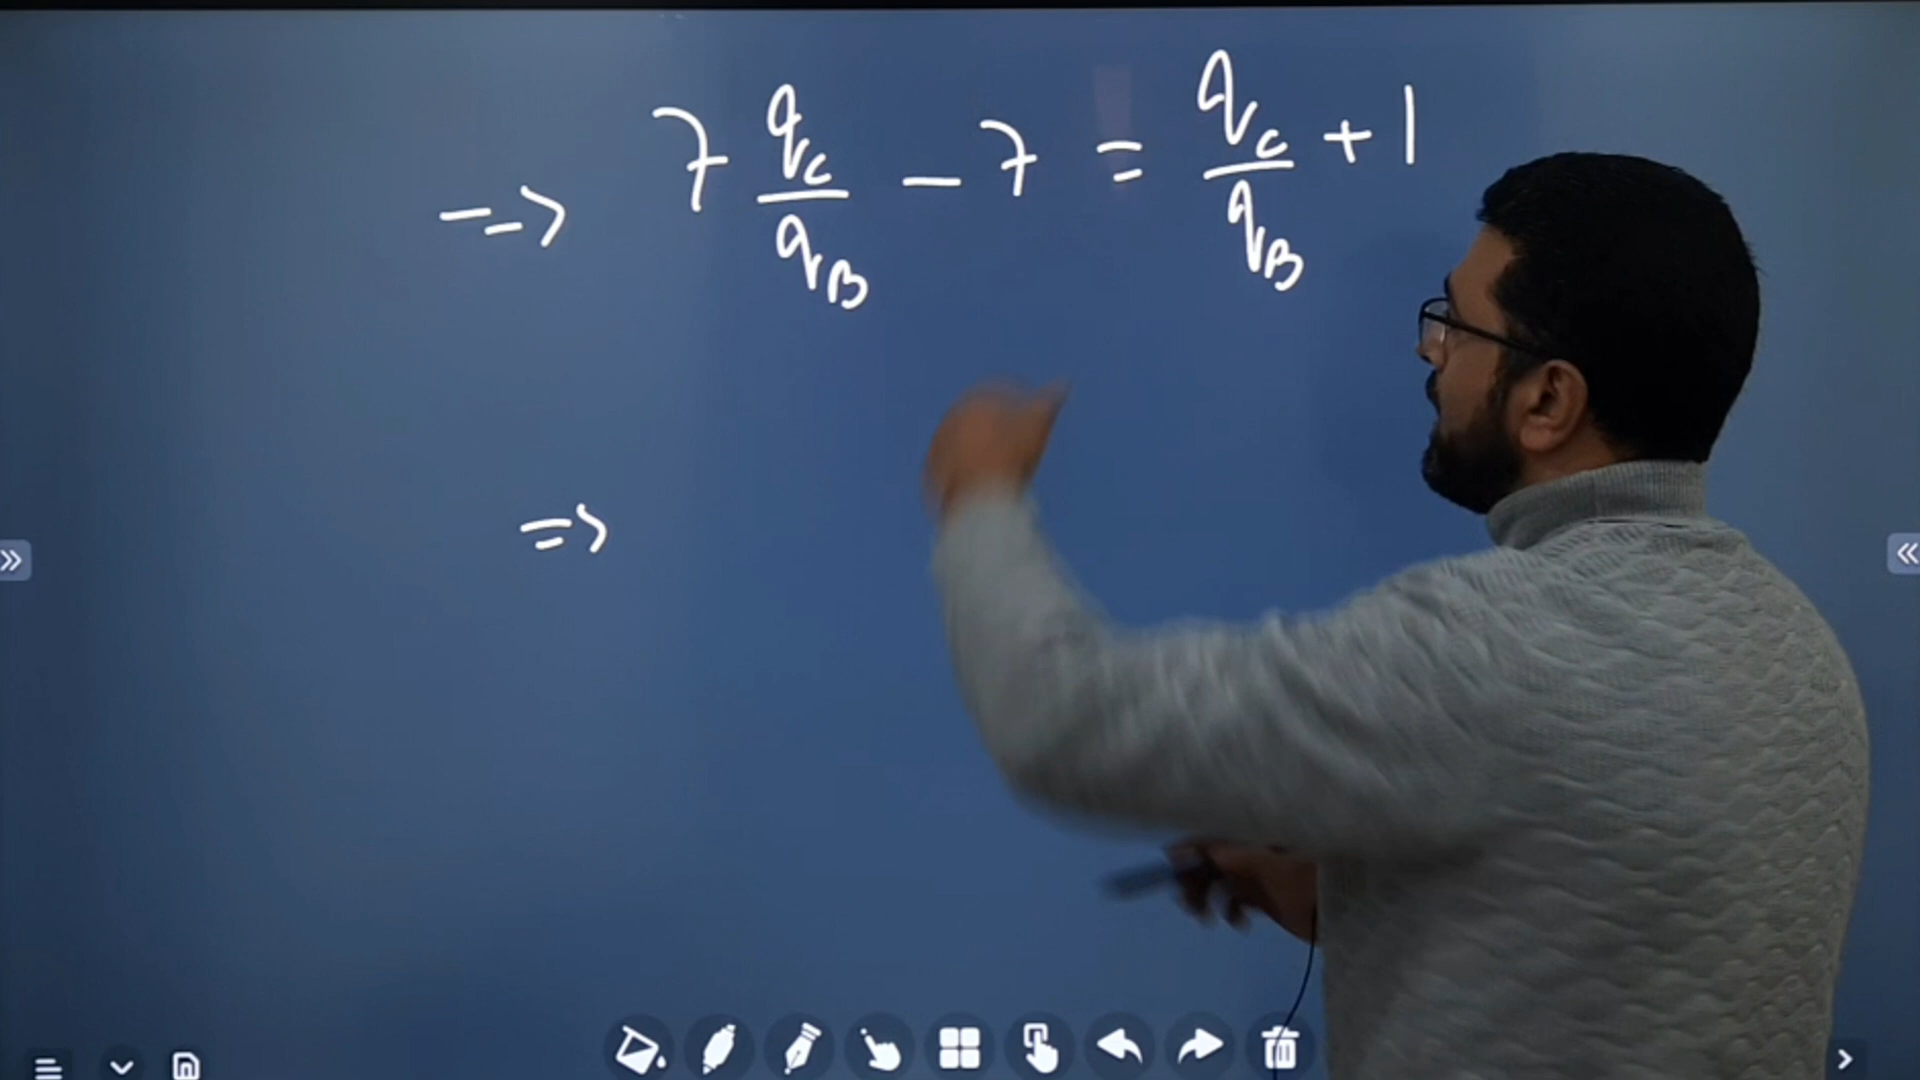 => 7 q_C/q_B - 7 = q_C/q_B + 1
=>